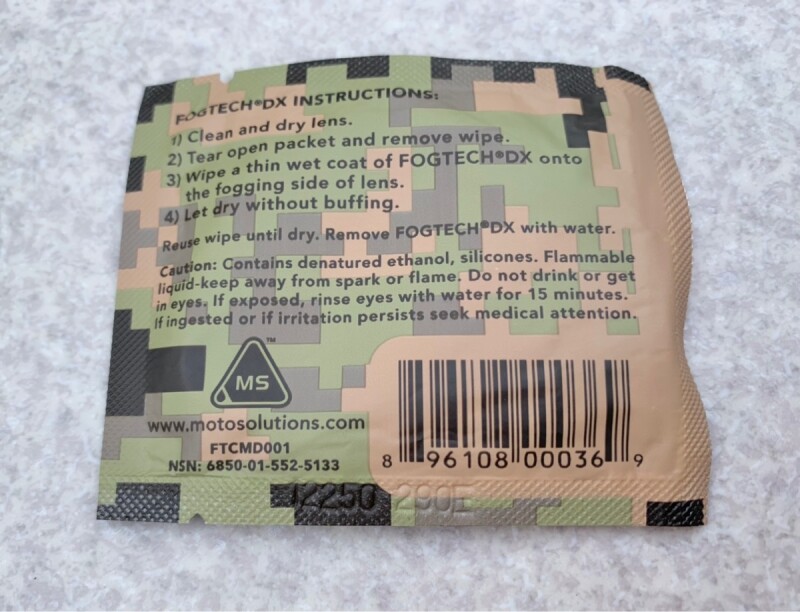 FOGTECH®DX INSTRUCTIONS:
1) Clean and dry lens.
2) Tear open packet and remove wipe.
3) Wipe a thin wet coat of FOGTECH®DX onto
the fogging side of lens.
4) Let dry without buffing.
Reuse wipe until dry. Remove FOGTECH®DX with water.
Caution: Contains denatured ethanol, silicones. Flammable
liquid-keep away from spark or flame. Do not drink or get
in eyes. If exposed, rinse eyes with water for 15 minutes.
If ingested or if irritation persists seek medical attention.
MS™
www.motosolutions.com
FTCMD001
NSN: 6850-01-552-5133
8 96108 00036 9
12250 290E